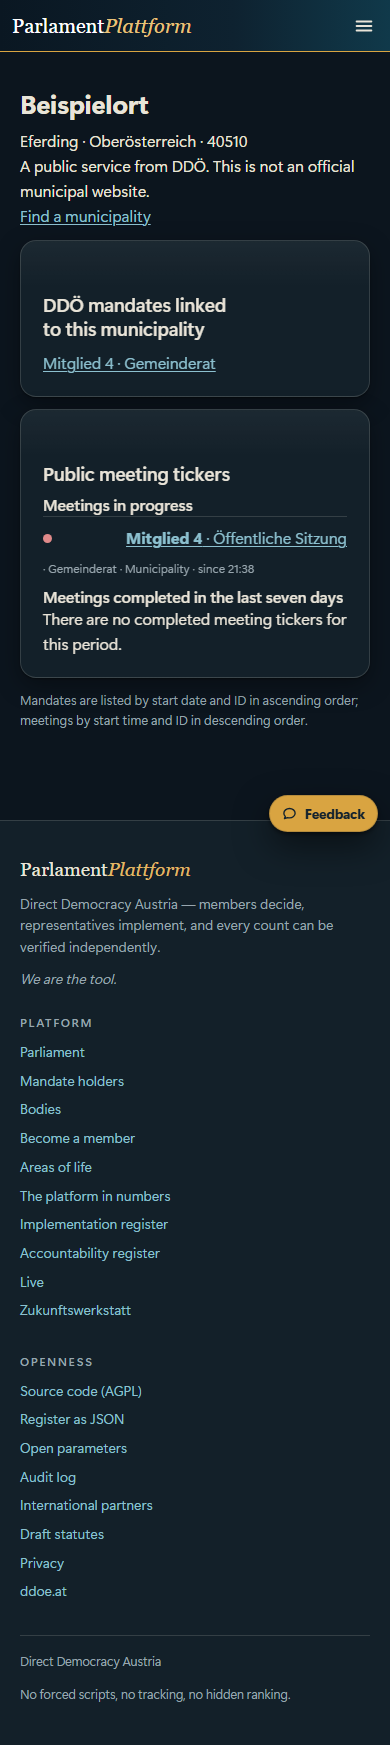 ParlamentPlattform
Beispielort
Eferding · Oberösterreich · 40510
A public service from DDÖ. This is not an official
municipal website.
Find a municipality
DDÖ mandates linked
to this municipality
Mitglied 4 · Gemeinderat
Public meeting tickers
Meetings in progress
Mitglied 4 · Öffentliche Sitzung
· Gemeinderat · Municipality · since 21:38
Meetings completed in the last seven days
There are no completed meeting tickers for
this period.
Mandates are listed by start date and ID in ascending order;
meetings by start time and ID in descending order.
Feedback
ParlamentPlattform
Direct Democracy Austria — members decide,
representatives implement, and every count can be
verified independently.
We are the tool.
PLATFORM
Parliament
Mandate holders
Bodies
Become a member
Areas of life
The platform in numbers
Implementation register
Accountability register
Live
Zukunftswerkstatt
OPENNESS
Source code (AGPL)
Register as JSON
Open parameters
Audit log
International partners
Draft statutes
Privacy
ddoe.at
Direct Democracy Austria
No forced scripts, no tracking, no hidden ranking.